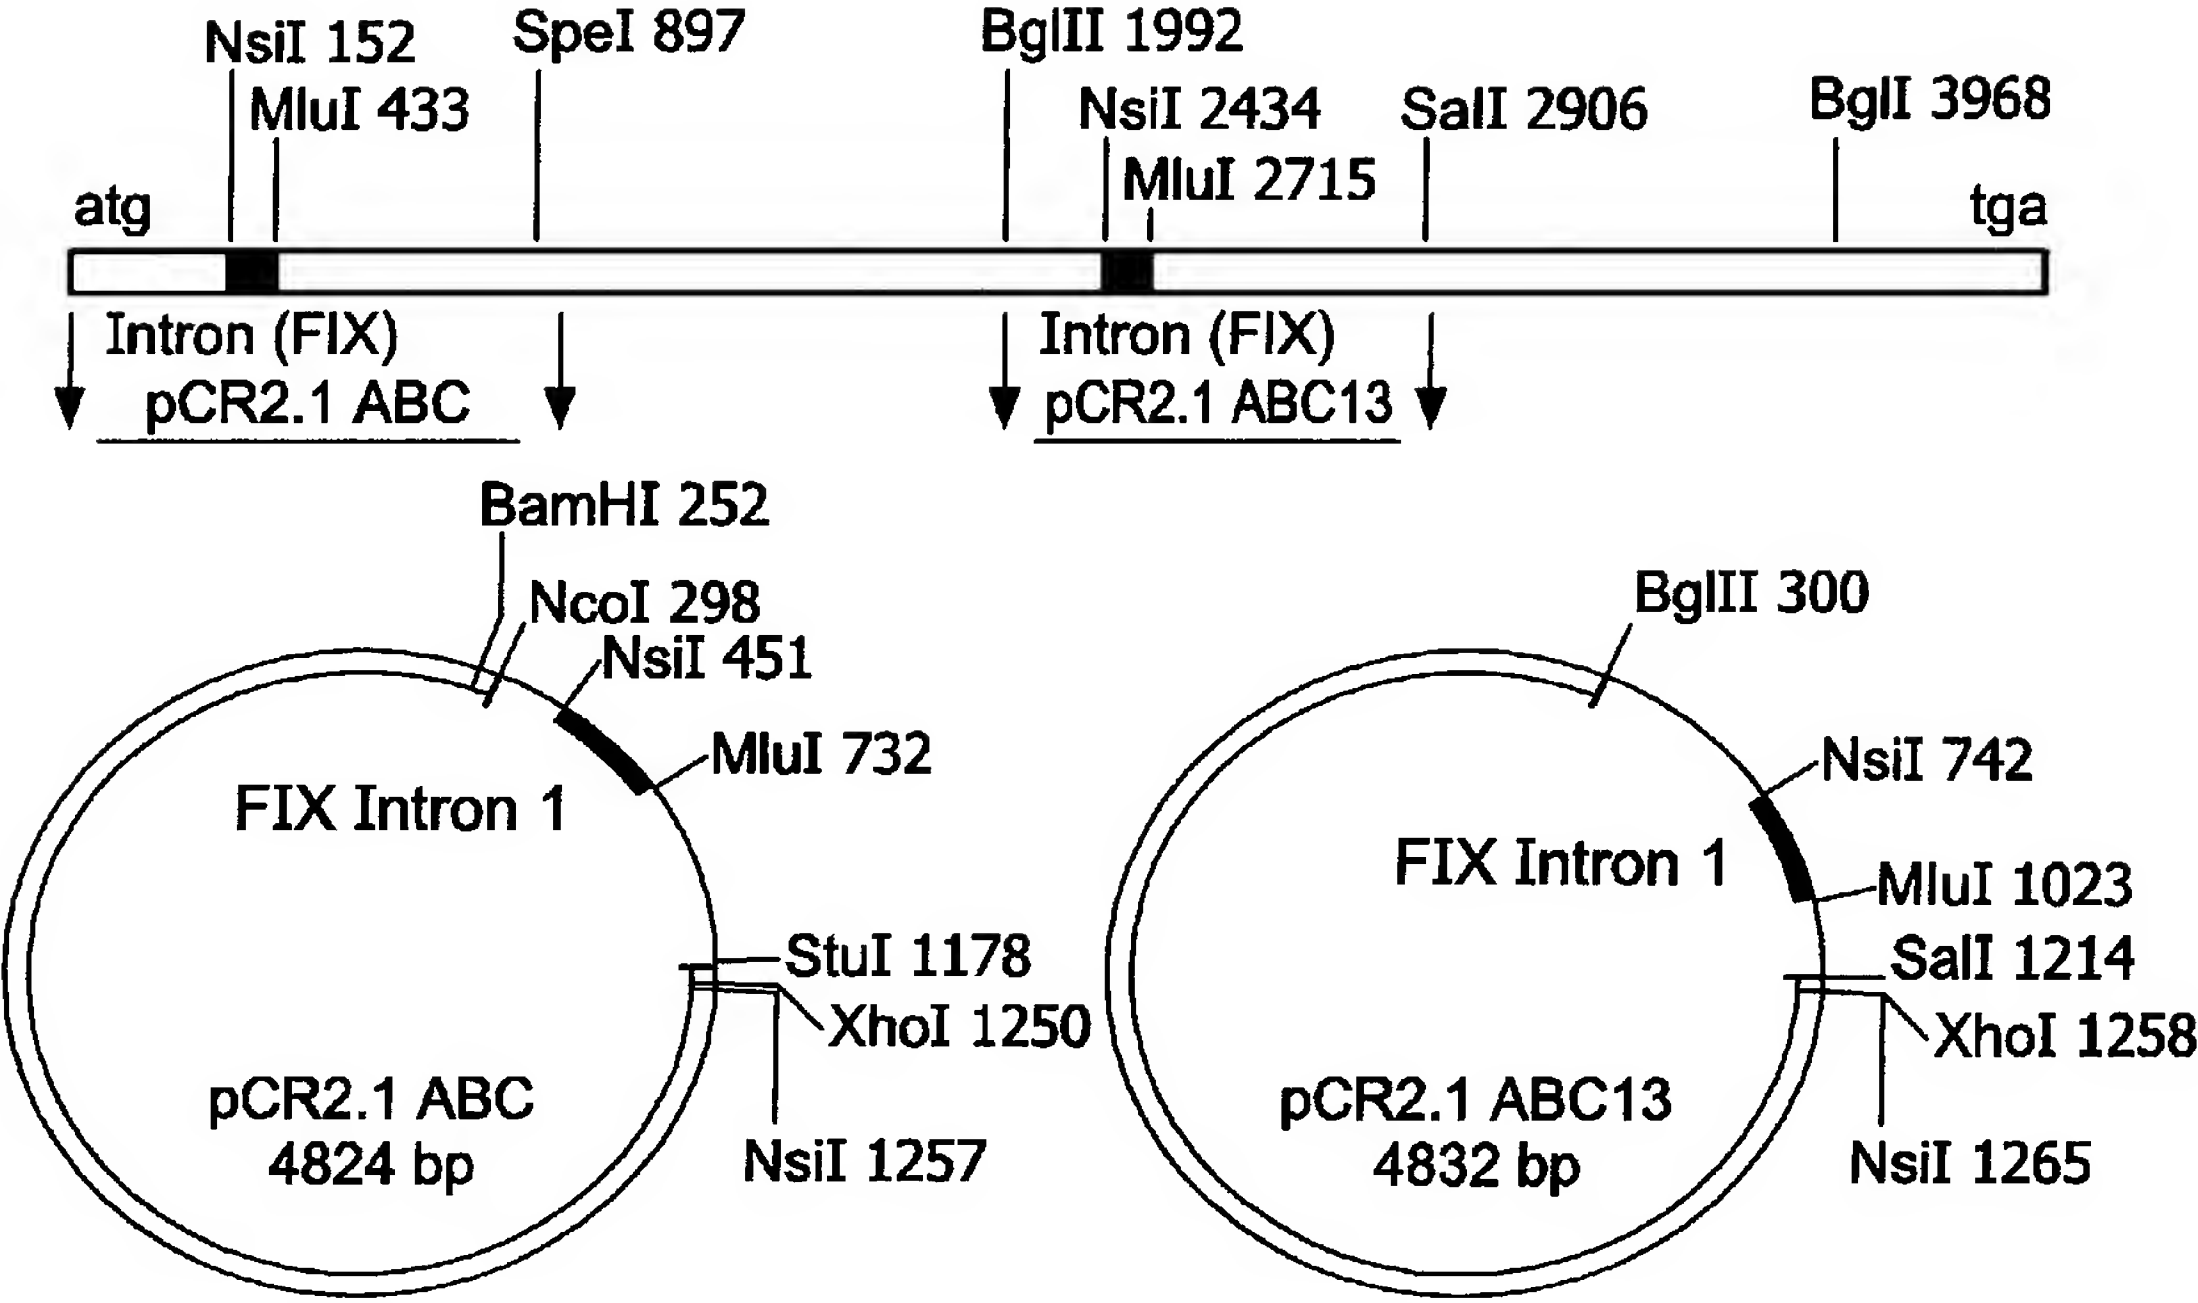 NsiI 152
SpeI 897
BglII 1992
MluI 433
NsiI 2434
SalI 2906
BglI 3968
MluI 2715
atg
tga
Intron (FIX)
pCR2.1 ABC
Intron (FIX)
pCR2.1 ABC13
BamHI 252
NcoI 298
NsiI 451
MluI 732
FIX Intron 1
StuI 1178
XhoI 1250
NsiI 1257
pCR2.1 ABC
4824 bp
BglII 300
NsiI 742
FIX Intron 1
MluI 1023
SalI 1214
XhoI 1258
NsiI 1265
pCR2.1 ABC13
4832 bp